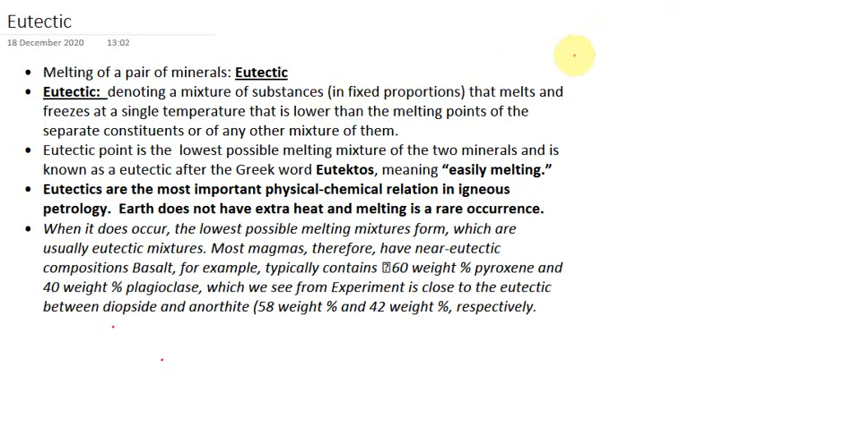 Eutectic
18 December 2020 13:02
• Melting of a pair of minerals: Eutectic
• Eutectic: denoting a mixture of substances (in fixed proportions) that melts and
freezes at a single temperature that is lower than the melting points of the
separate constituents or of any other mixture of them.
• Eutectic point is the lowest possible melting mixture of the two minerals and is
known as a eutectic after the Greek word Eutektos, meaning “easily melting.”
• Eutectics are the most important physical-chemical relation in igneous
petrology. Earth does not have extra heat and melting is a rare occurrence.
• When it does occur, the lowest possible melting mixtures form, which are
usually eutectic mixtures. Most magmas, therefore, have near-eutectic
compositions Basalt, for example, typically contains 60 weight % pyroxene and
40 weight % plagioclase, which we see from Experiment is close to the eutectic
between diopside and anorthite (58 weight % and 42 weight %, respectively.